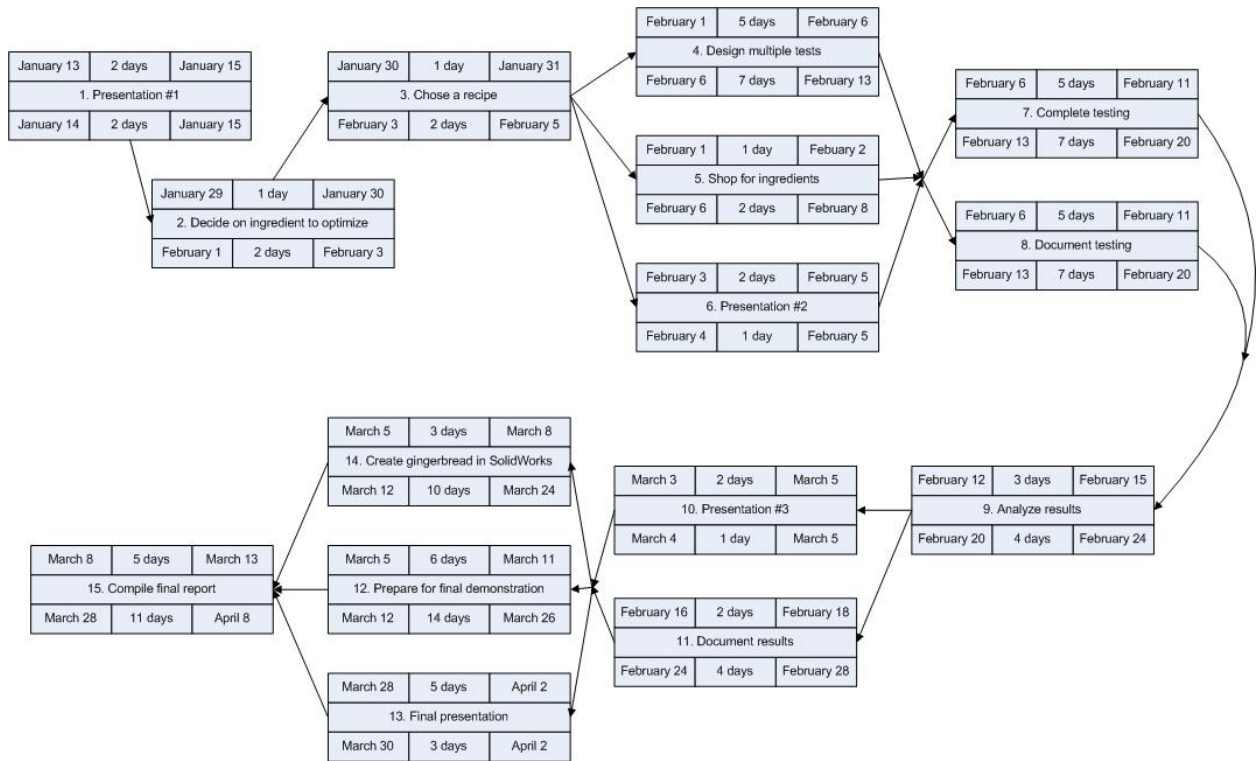 January 13 2 days January 15
1. Presentation #1
January 14 2 days January 15
January 29 1 day January 30
2. Decide on ingredient to optimize
February 1 2 days February 3
January 30 1 day January 31
3. Chose a recipe
February 3 2 days February 5
February 1 5 days February 6
4. Design multiple tests
February 6 7 days February 13
February 1 1 day Febuary 2
5. Shop for ingredients
February 6 2 days February 8
February 3 2 days February 5
6. Presentation #2
February 4 1 day February 5
February 6 5 days February 11
7. Complete testing
February 13 7 days February 20
February 6 5 days February 11
8. Document testing
February 13 7 days February 20
February 12 3 days February 15
9. Analyze results
February 20 4 days February 24
March 3 2 days March 5
10. Presentation #3
March 4 1 day March 5
February 16 2 days February 18
11. Document results
February 24 4 days February 28
March 5 3 days March 8
14. Create gingerbread in SolidWorks
March 12 10 days March 24
March 5 6 days March 11
12. Prepare for final demonstration
March 12 14 days March 26
March 28 5 days April 2
13. Final presentation
March 30 3 days April 2
March 8 5 days March 13
15. Compile final report
March 28 11 days April 8